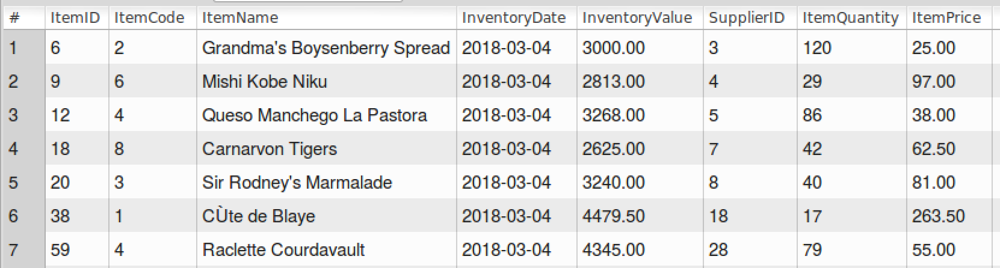 # ItemID ItemCode ItemName InventoryDate InventoryValue SupplierID ItemQuantity ItemPrice
1 6 2 Grandma's Boysenberry Spread 2018-03-04 3000.00 3 120 25.00
2 9 6 Mishi Kobe Niku 2018-03-04 2813.00 4 29 97.00
3 12 4 Queso Manchego La Pastora 2018-03-04 3268.00 5 86 38.00
4 18 8 Carnarvon Tigers 2018-03-04 2625.00 7 42 62.50
5 20 3 Sir Rodney's Marmalade 2018-03-04 3240.00 8 40 81.00
6 38 1 CÙte de Blaye 2018-03-04 4479.50 18 17 263.50
7 59 4 Raclette Courdavault 2018-03-04 4345.00 28 79 55.00